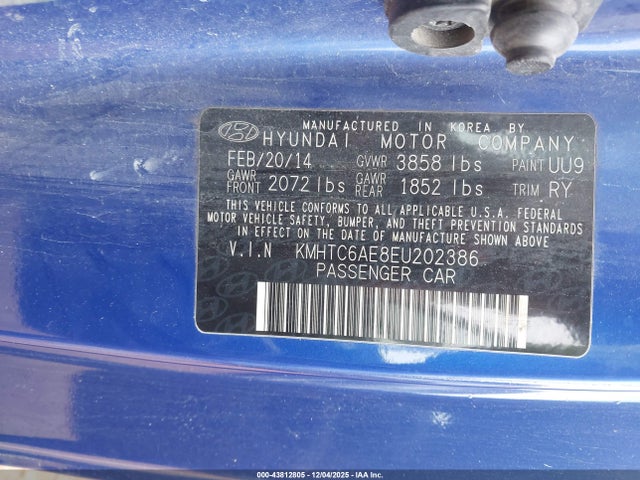 MANUFACTURED IN KOREA BY
HYUNDAI MOTOR COMPANY
FEB/20/14 GVWR 3858 lbs PAINT UU9
GAWR FRONT 2072 lbs GAWR REAR 1852 lbs TRIM RY
THIS VEHICLE CONFORMS TO ALL APPLICABLE U.S.A. FEDERAL
MOTOR VEHICLE SAFETY, BUMPER, AND THEFT PREVENTION STANDARDS
IN EFFECT ON THE DATE OF MANUFACTURE SHOWN ABOVE
V.I.N KMHTC6AE8EU202386
PASSENGER CAR
000-43812805 - 12/04/2025 - IAA Inc.